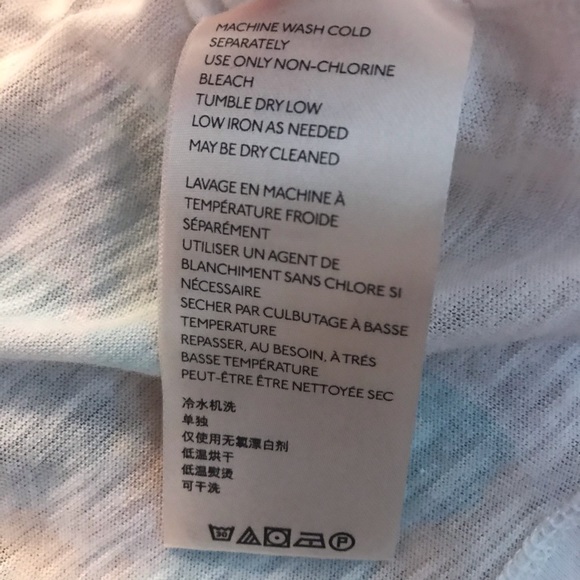 MACHINE WASH COLD
SEPARATELY
USE ONLY NON-CHLORINE
BLEACH
TUMBLE DRY LOW
LOW IRON AS NEEDED
MAY BE DRY CLEANED
LAVAGE EN MACHINE À
TEMPÉRATURE FROIDE
SÉPARÉMENT
UTILISER UN AGENT DE
BLANCHIMENT SANS CHLORE SI
NÉCESSAIRE
SECHER PAR CULBUTAGE À BASSE
TEMPERATURE
REPASSER, AU BESOIN, À TRÉS
BASSE TEMPÉRATURE
PEUT-ÊTRE ÊTRE NETTOYÉE SEC
冷水机洗
单独
仅使用无氯漂白剂
低温烘干
低温熨烫
可干洗
30 P